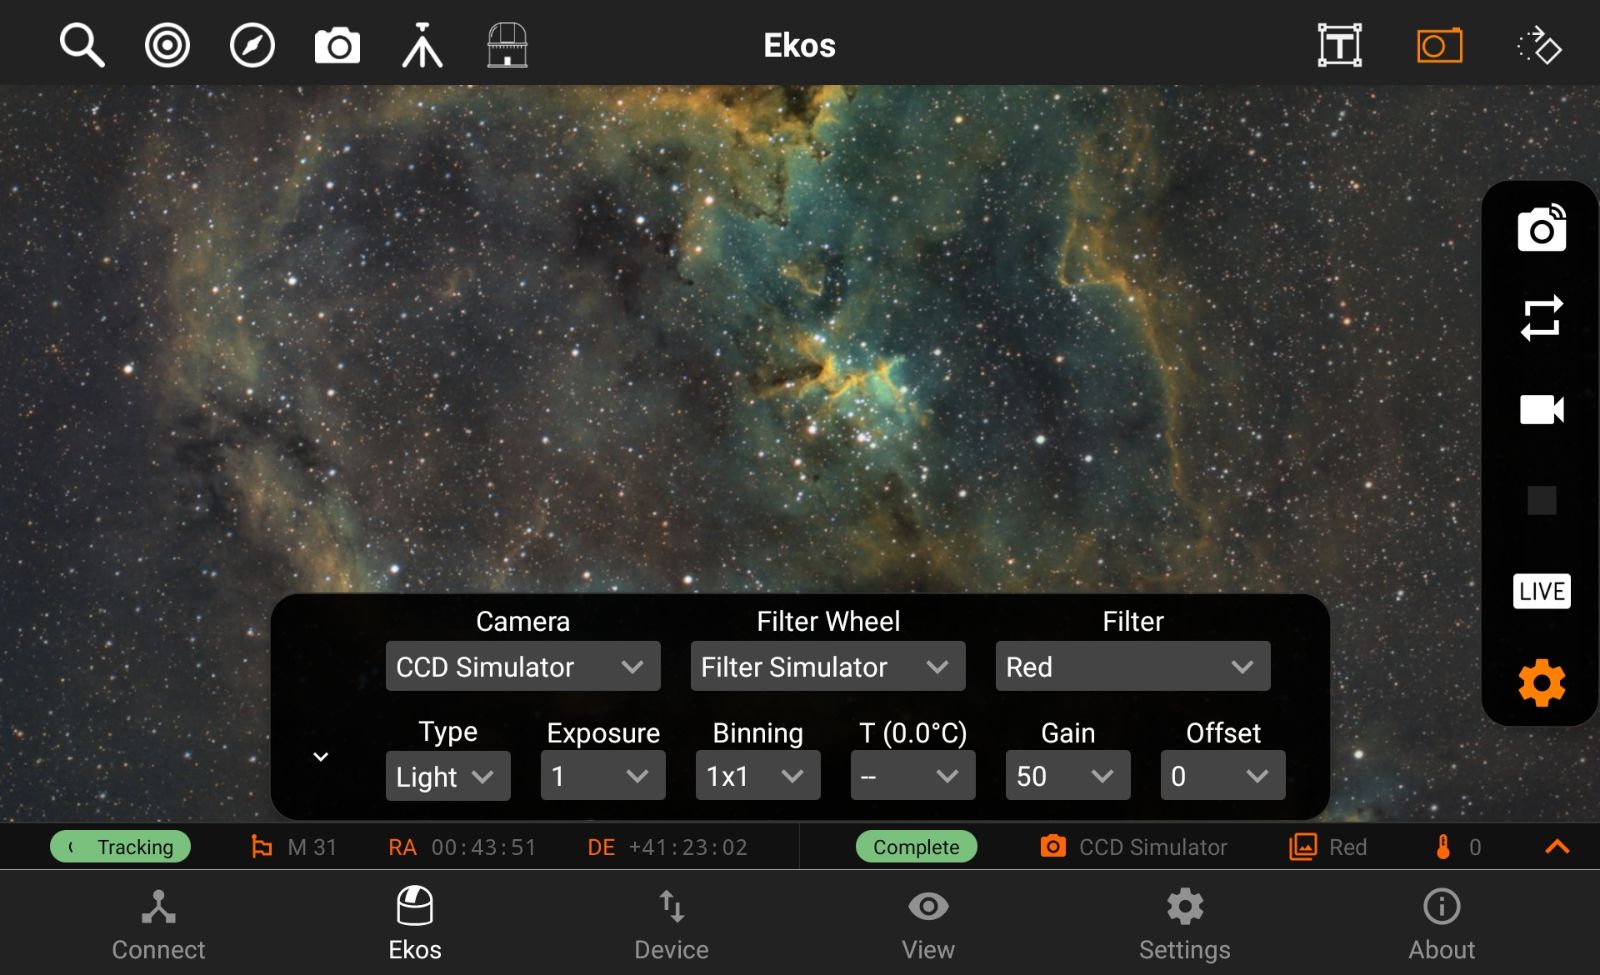 Ekos
T
LIVE
Camera Filter Wheel Filter
CCD Simulator Filter Simulator Red
Type Exposure Binning T (0.0°C) Gain Offset
Light 1 1x1 -- 50 0
Tracking M 31 RA 00:43:51 DE +41:23:02 Complete CCD Simulator Red 0
Connect Ekos Device View Settings About